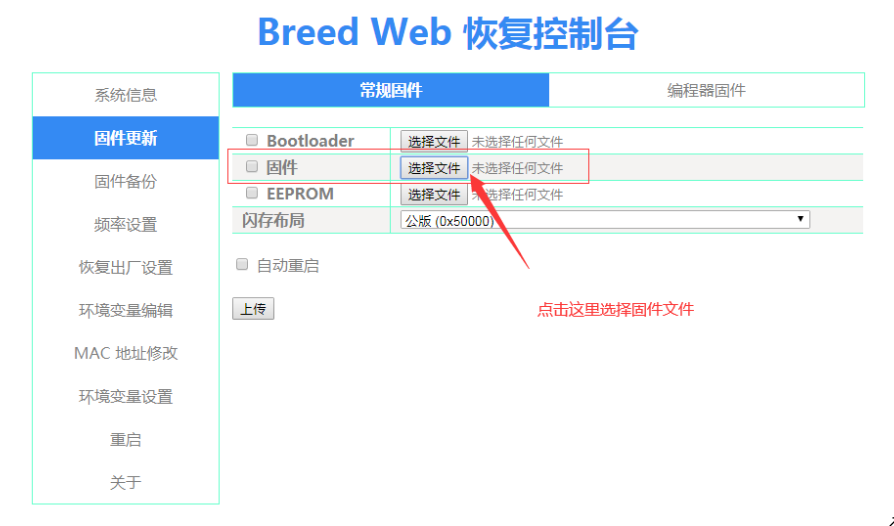 Breed Web 恢复控制台
系统信息
固件更新
固件备份
频率设置
恢复出厂设置
环境变量编辑
MAC 地址修改
环境变量设置
重启
关于
常规固件 编程器固件
Bootloader 选择文件 未选择任何文件
固件 选择文件 未选择任何文件
EEPROM 选择文件 未选择任何文件
闪存布局 公版 (0x50000)
自动重启
上传
点击这里选择固件文件